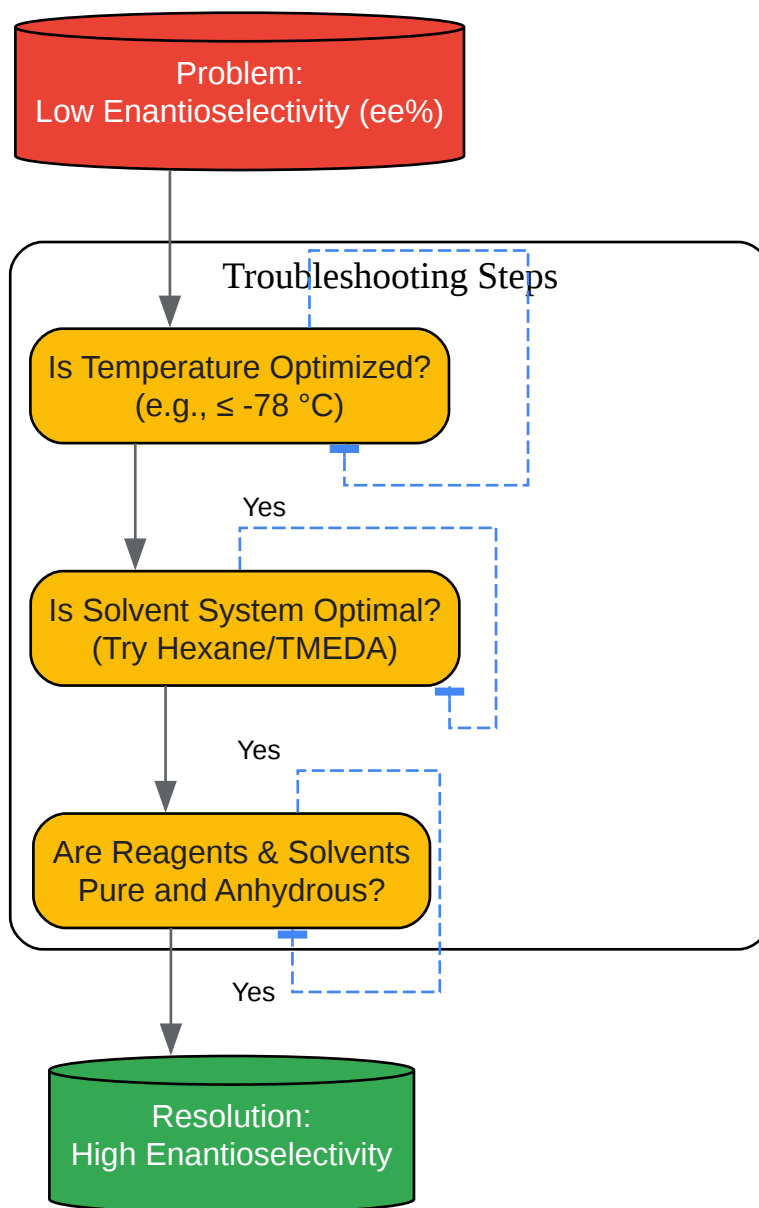 Problem:
Low Enantioselectivity (ee%)
Troubleshooting Steps
Is Temperature Optimized?
(e.g., ≤ -78 °C)
Yes
Is Solvent System Optimal?
(Try Hexane/TMEDA)
Yes
Are Reagents & Solvents
Pure and Anhydrous?
Yes
Resolution:
High Enantioselectivity